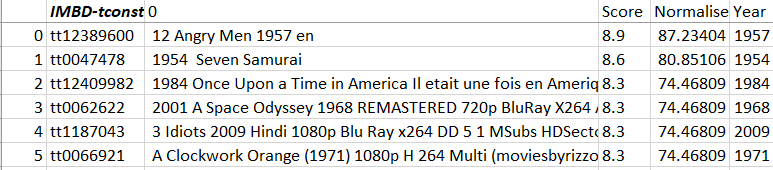 IMBD-tconst 0 Score Normalise Year
0 tt12389600 12 Angry Men 1957 en 8.9 87.23404 1957
1 tt0047478 1954 Seven Samurai 8.6 80.85106 1954
2 tt12409982 1984 Once Upon a Time in America Il etait une fois en Ameriq 8.3 74.46809 1984
3 tt0062622 2001 A Space Odyssey 1968 REMASTERED 720p BluRay X264 8.3 74.46809 1968
4 tt1187043 3 Idiots 2009 Hindi 1080p Blu Ray x264 DD 5 1 MSubs HDSect 8.3 74.46809 2009
5 tt0066921 A Clockwork Orange (1971) 1080p H 264 Multi (moviesbyrizzo 8.3 74.46809 1971